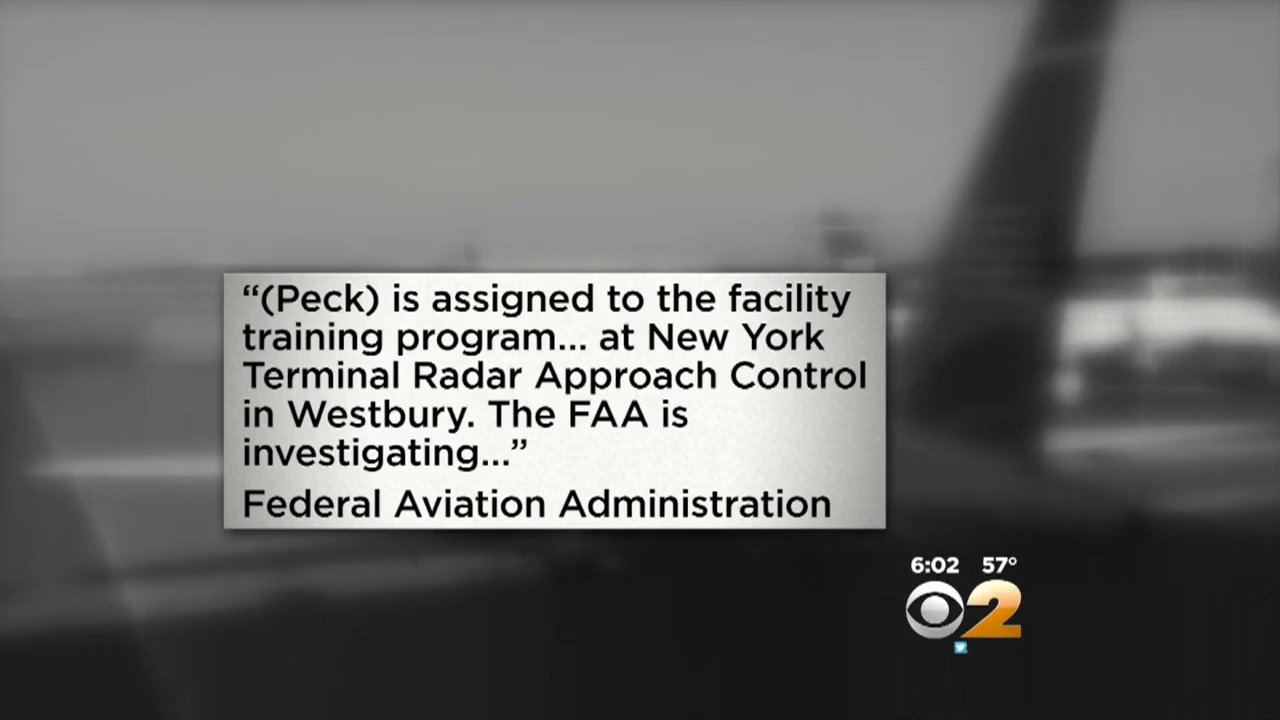 “(Peck) is assigned to the facility
training program... at New York
Terminal Radar Approach Control
in Westbury. The FAA is
investigating...”
Federal Aviation Administration
6:02 57°
2